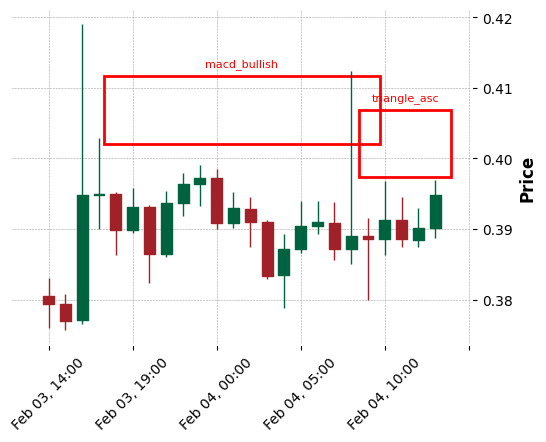 0.42
macd_bullish
0.41
triangle_asc
0.40
Price
0.39
0.38
Feb 03, 14:00
Feb 03, 19:00
Feb 04, 00:00
Feb 04, 05:00
Feb 04, 10:00